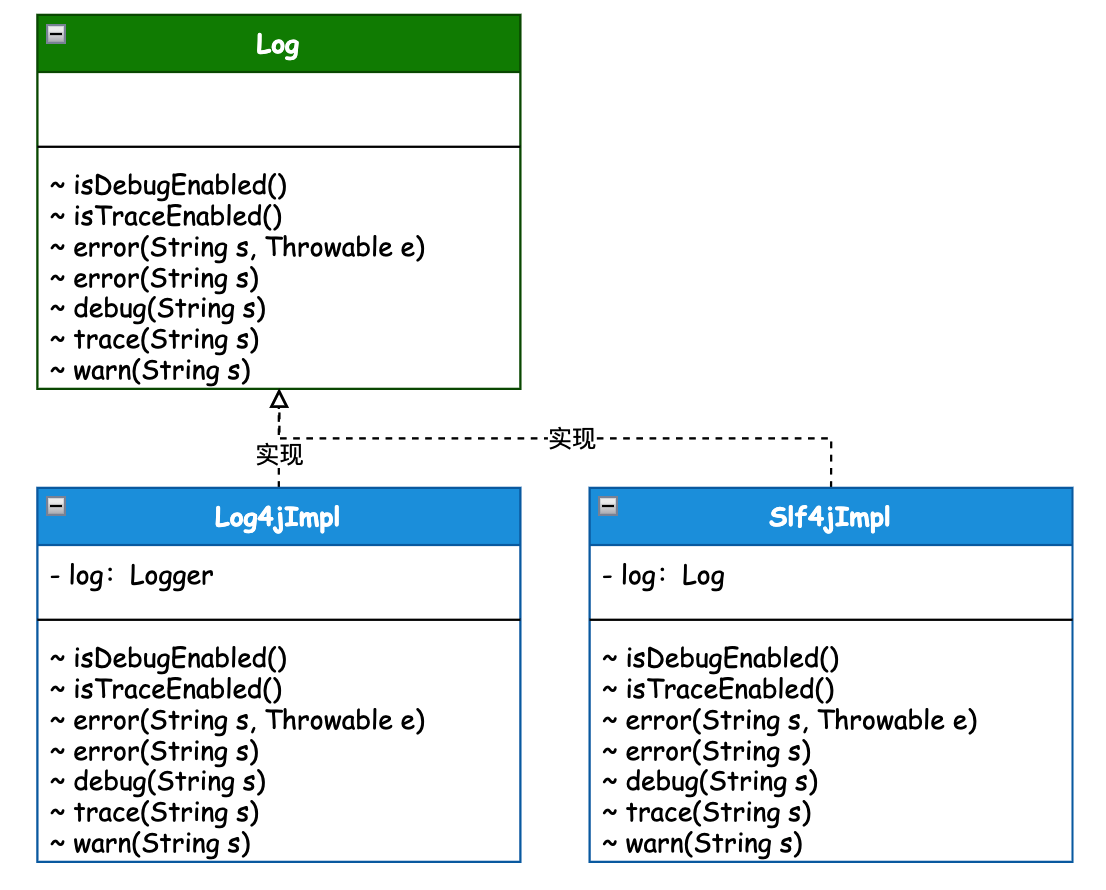 Log
~ isDebugEnabled()
~ isTraceEnabled()
~ error(String s, Throwable e)
~ error(String s)
~ debug(String s)
~ trace(String s)
~ warn(String s)
实现
实现
Log4jImpl
- log：Logger
~ isDebugEnabled()
~ isTraceEnabled()
~ error(String s, Throwable e)
~ error(String s)
~ debug(String s)
~ trace(String s)
~ warn(String s)
Slf4jImpl
- log：Log
~ isDebugEnabled()
~ isTraceEnabled()
~ error(String s, Throwable e)
~ error(String s)
~ debug(String s)
~ trace(String s)
~ warn(String s)